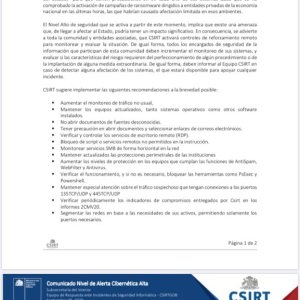 comprobado la activación de campañas de ransomware dirigido a entidades privadas de la economía
nacional en las últimas horas, las que habrían causado afectación limitada en esos ambientes.
El Nivel Alto de seguridad que se activa a partir de este momento, implica que existe una amenaza
que, de llegar a afectar al Estado, podría tener un impacto significativo. En consecuencia, se advierte
a toda la comunidad y entidades asociadas, que CSIRT activará controles de reforzamiento remoto
para monitorear y evaluar la situación. De igual forma, todos los encargados de seguridad de la
información que participan de esta comunidad deben incrementar el monitoreo de sus sistemas, y
evaluar si las características del riesgo requieren del perfeccionamiento de algún procedimiento o de
la implantación de alguna medida extraordinaria. De igual forma, deben informar al Equipo CSIRT en
caso de detectar alguna afectación de los sistemas, el que estará disponible para apoyar cualquier
incidente.
CSIRT sugiere implementar las siguientes recomendaciones a la brevedad posible:
• Aumentar el monitoreo de tráfico no usual,
• Mantener los equipos actualizados, tanto sistemas operativos como otros software
instalados.
• No abrir documentos de fuentes desconocidas.
• Tener precaución en abrir documentos y seleccionar enlaces de correos electrónicos.
• Verificar y controlar los servicios de escritorio remoto (RDP).
• Bloqueo de script o servicios remotos no permitidos en la institución.
• Monitorear servicios SMB de forma horizontal en la red
• Mantener actualizadas las protecciones perimetrales de las instituciones
• Aumentar los niveles de protección en los equipos que cumplan las funciones de AntiSpam,
WebFilter y Antivirus.
• Verificar el funcionamiento, y si no es necesario, bloquear las herramientas como PsExec y
Powershell.
• Mantener especial atención sobre el tráfico sospechoso que tengan conexiones a los puertos
135TCP/UDP y 445TCP/UDP
• Verificar periódicamente los indicadores de compromisos entregados por Csirt en los
informes 2CMV20.
• Segmentar las redes en base a las necesidades de sus activos, permitiendo solamente los
puertos necesarios.
CSIRT
Página 1 de 2
Comunicado Nivel de Alerta Cibernética Alta
Subsecretaría del Interior
Equipo de Respuesta ante Incidentes de Seguridad Informática - CSIRTGOB
CSIRT